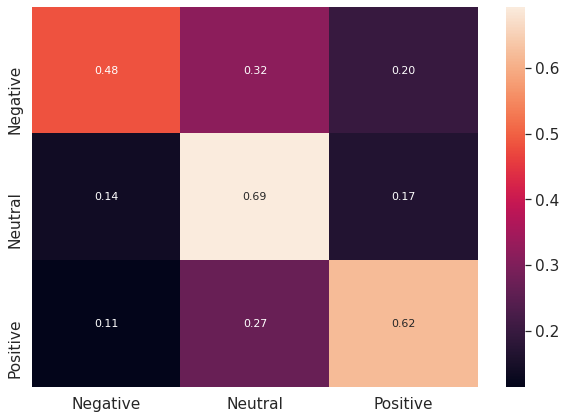 Negative 0.48 0.32 0.20
Neutral 0.14 0.69 0.17
Positive 0.11 0.27 0.62
Negative Neutral Positive
0.6
0.5
0.4
0.3
0.2